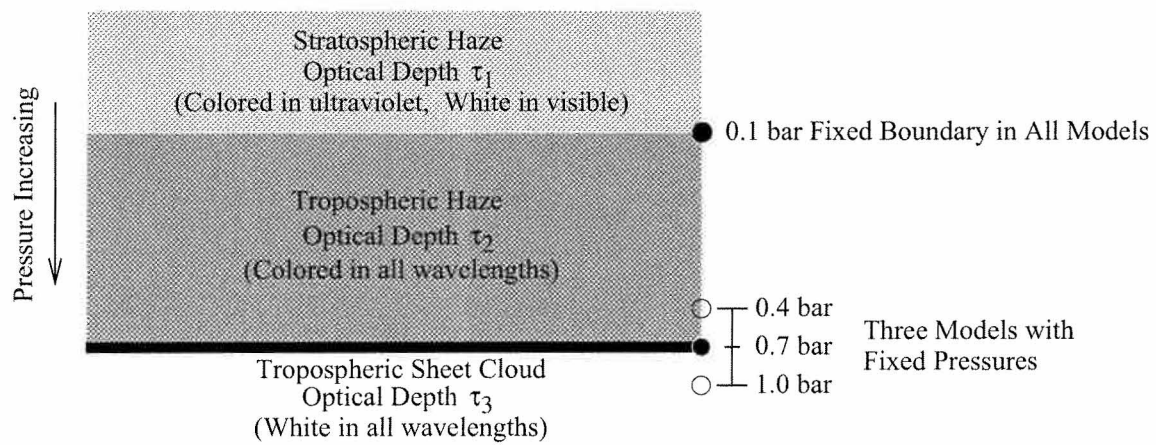 Stratospheric Haze
Optical Depth τ1
(Colored in ultraviolet, White in visible)
0.1 bar Fixed Boundary in All Models
Pressure Increasing
Tropospheric Haze
Optical Depth τ2
(Colored in all wavelengths)
0.4 bar
0.7 bar
1.0 bar
Three Models with
Fixed Pressures
Tropospheric Sheet Cloud
Optical Depth τ3
(White in all wavelengths)